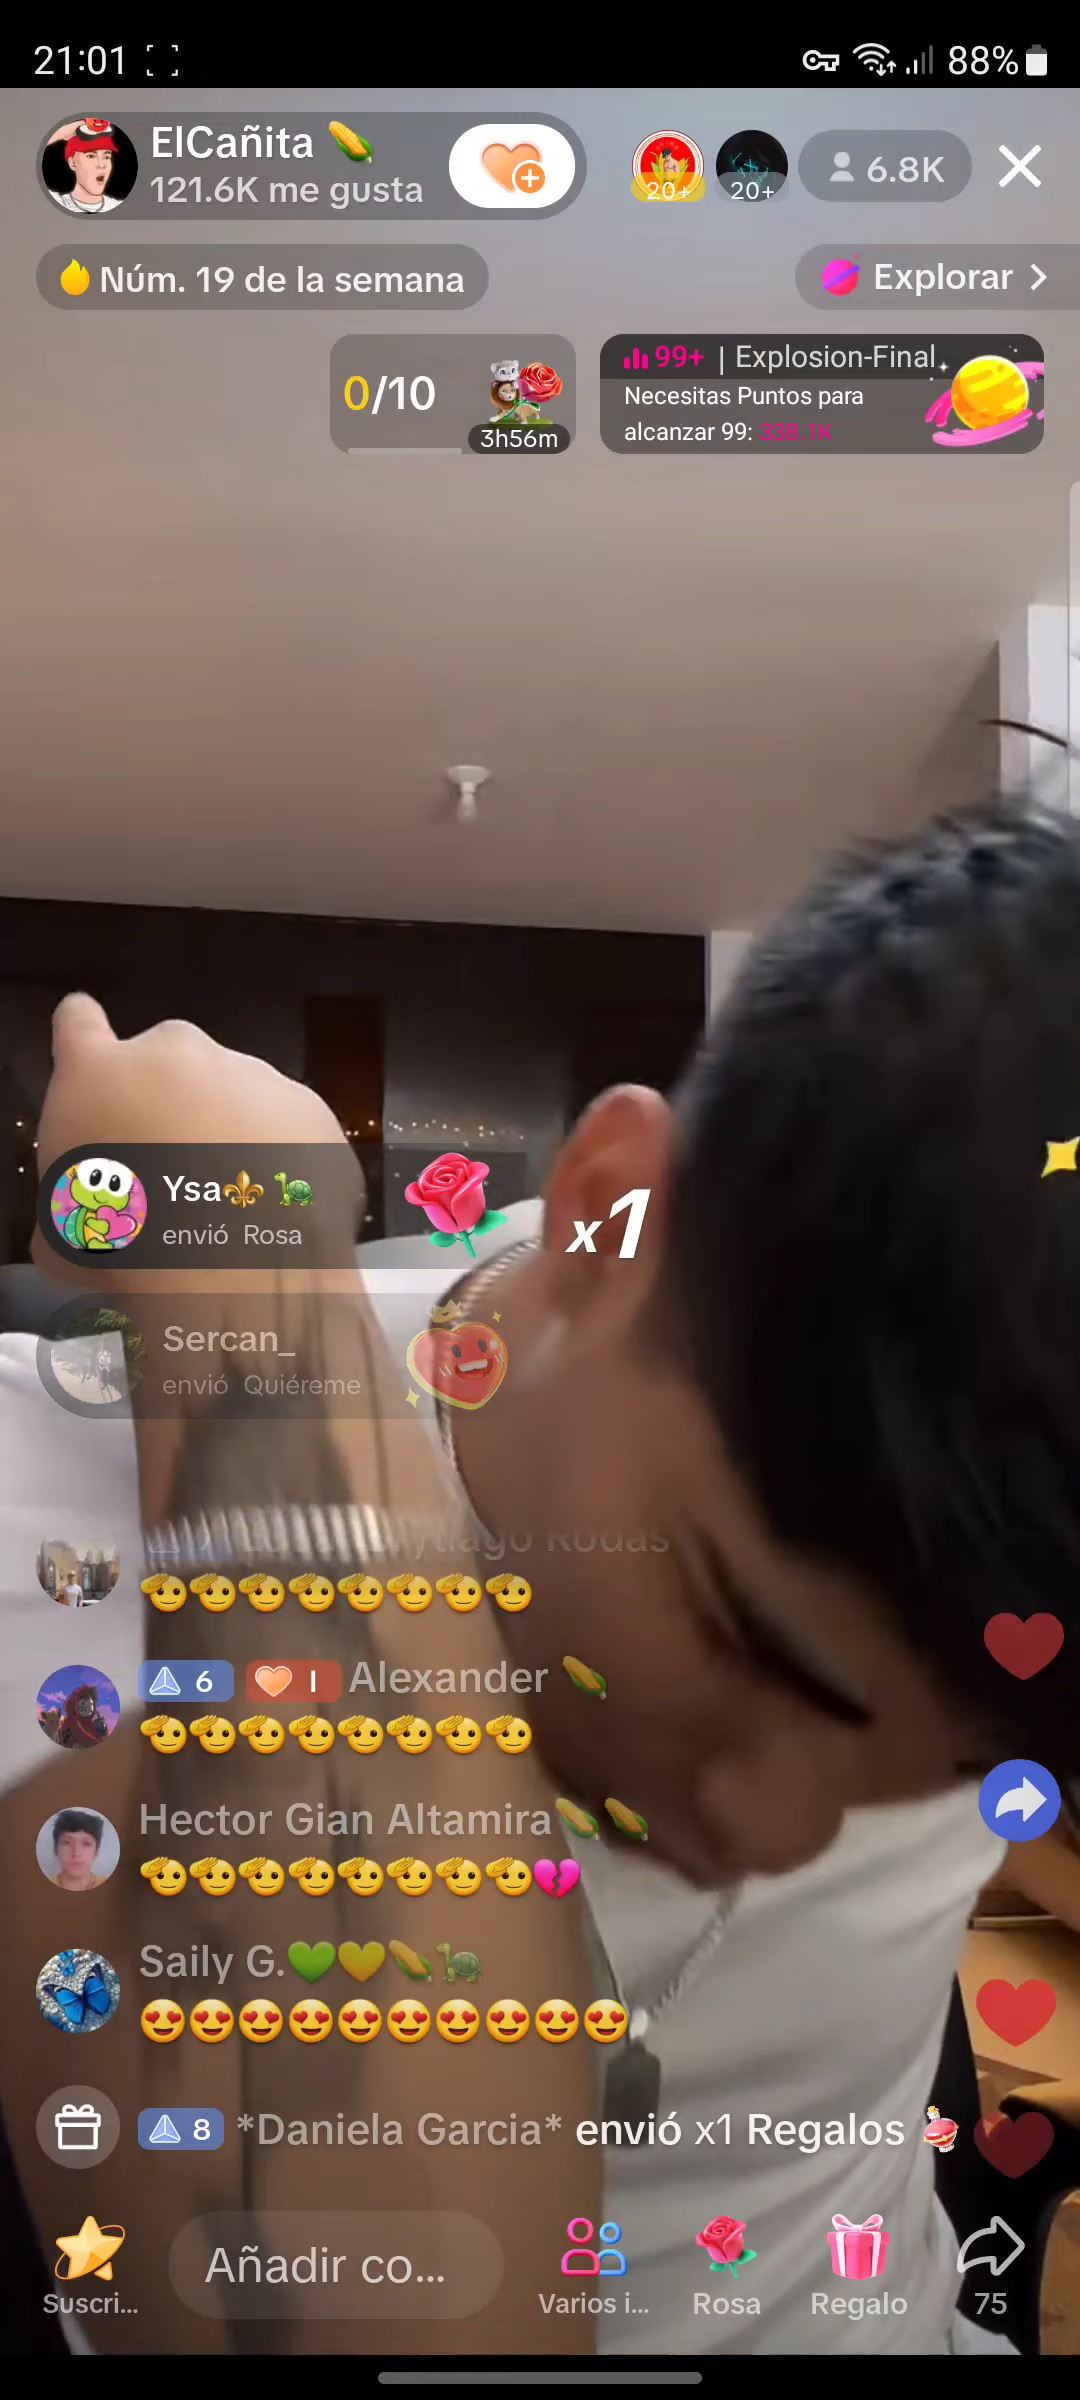 21:01
88%
ElCañita
121.6K me gusta
20+
20+
6.8K
Núm. 19 de la semana
Explorar
0/10
3h56m
99+ | Explosion-Final
Necesitas Puntos para
alcanzar 99: 338.1K
Ysa
envió Rosa
x1
Sercan_
envió Quiéreme
Rodas
6 I Alexander
Hector Gian Altamira
Saily G.
8 *Daniela Garcia* envió x1 Regalos
Suscri...
Añadir co...
Varios i...
Rosa
Regalo
75